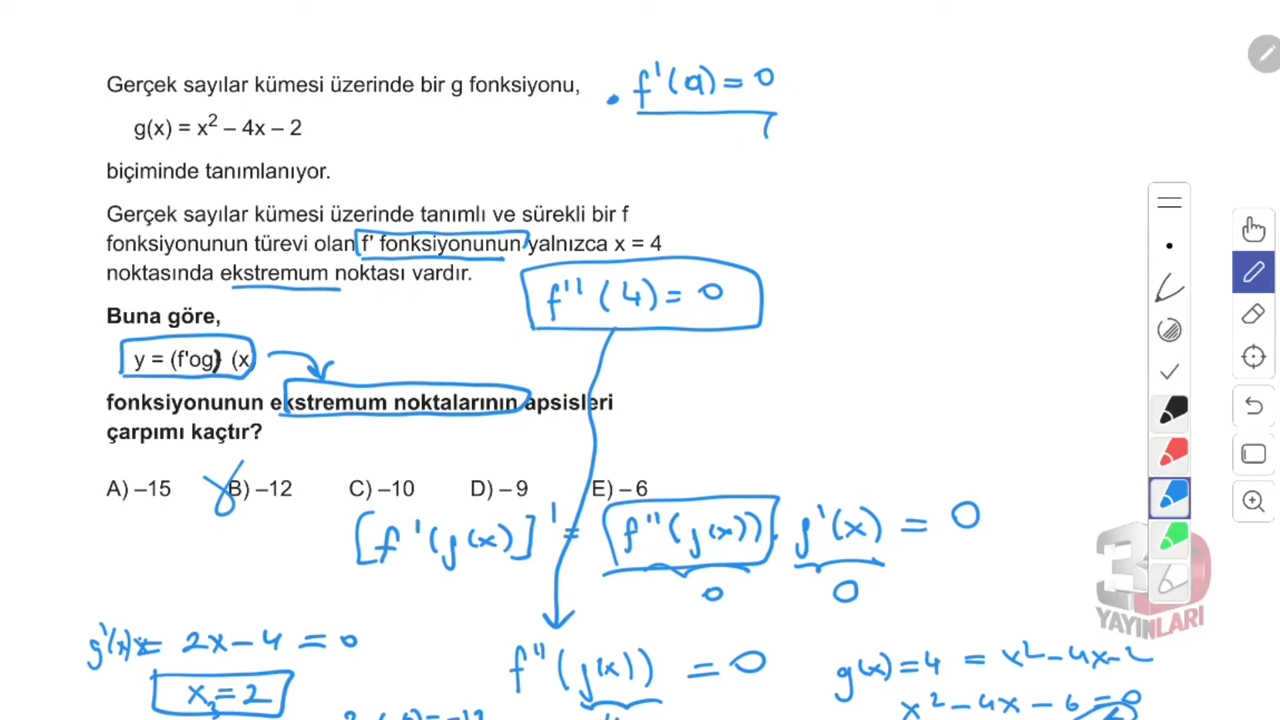 Gerçek sayılar kümesi üzerinde bir g fonksiyonu,
• f'(a) = 0
g(x) = x² – 4x – 2
biçiminde tanımlanıyor.
Gerçek sayılar kümesi üzerinde tanımlı ve sürekli bir f
fonksiyonunun türevi olan f' fonksiyonunun yalnızca x = 4
noktasında ekstremum noktası vardır.
f''(4) = 0
Buna göre,
y = (f'og) (x)
fonksiyonunun ekstremum noktalarının apsisleri
çarpımı kaçtır?
A) –15 B) –12 C) –10 D) – 9 E) – 6
[f'(g(x)]' = f''(g(x)) . g'(x) = 0
0 0
g'(x) = 2x – 4 = 0
f''(g(x)) = 0
g(x) = 4 = x² – 4x – 2
x² – 4x – 6 = 0
= 2
3D
YAYINLARI